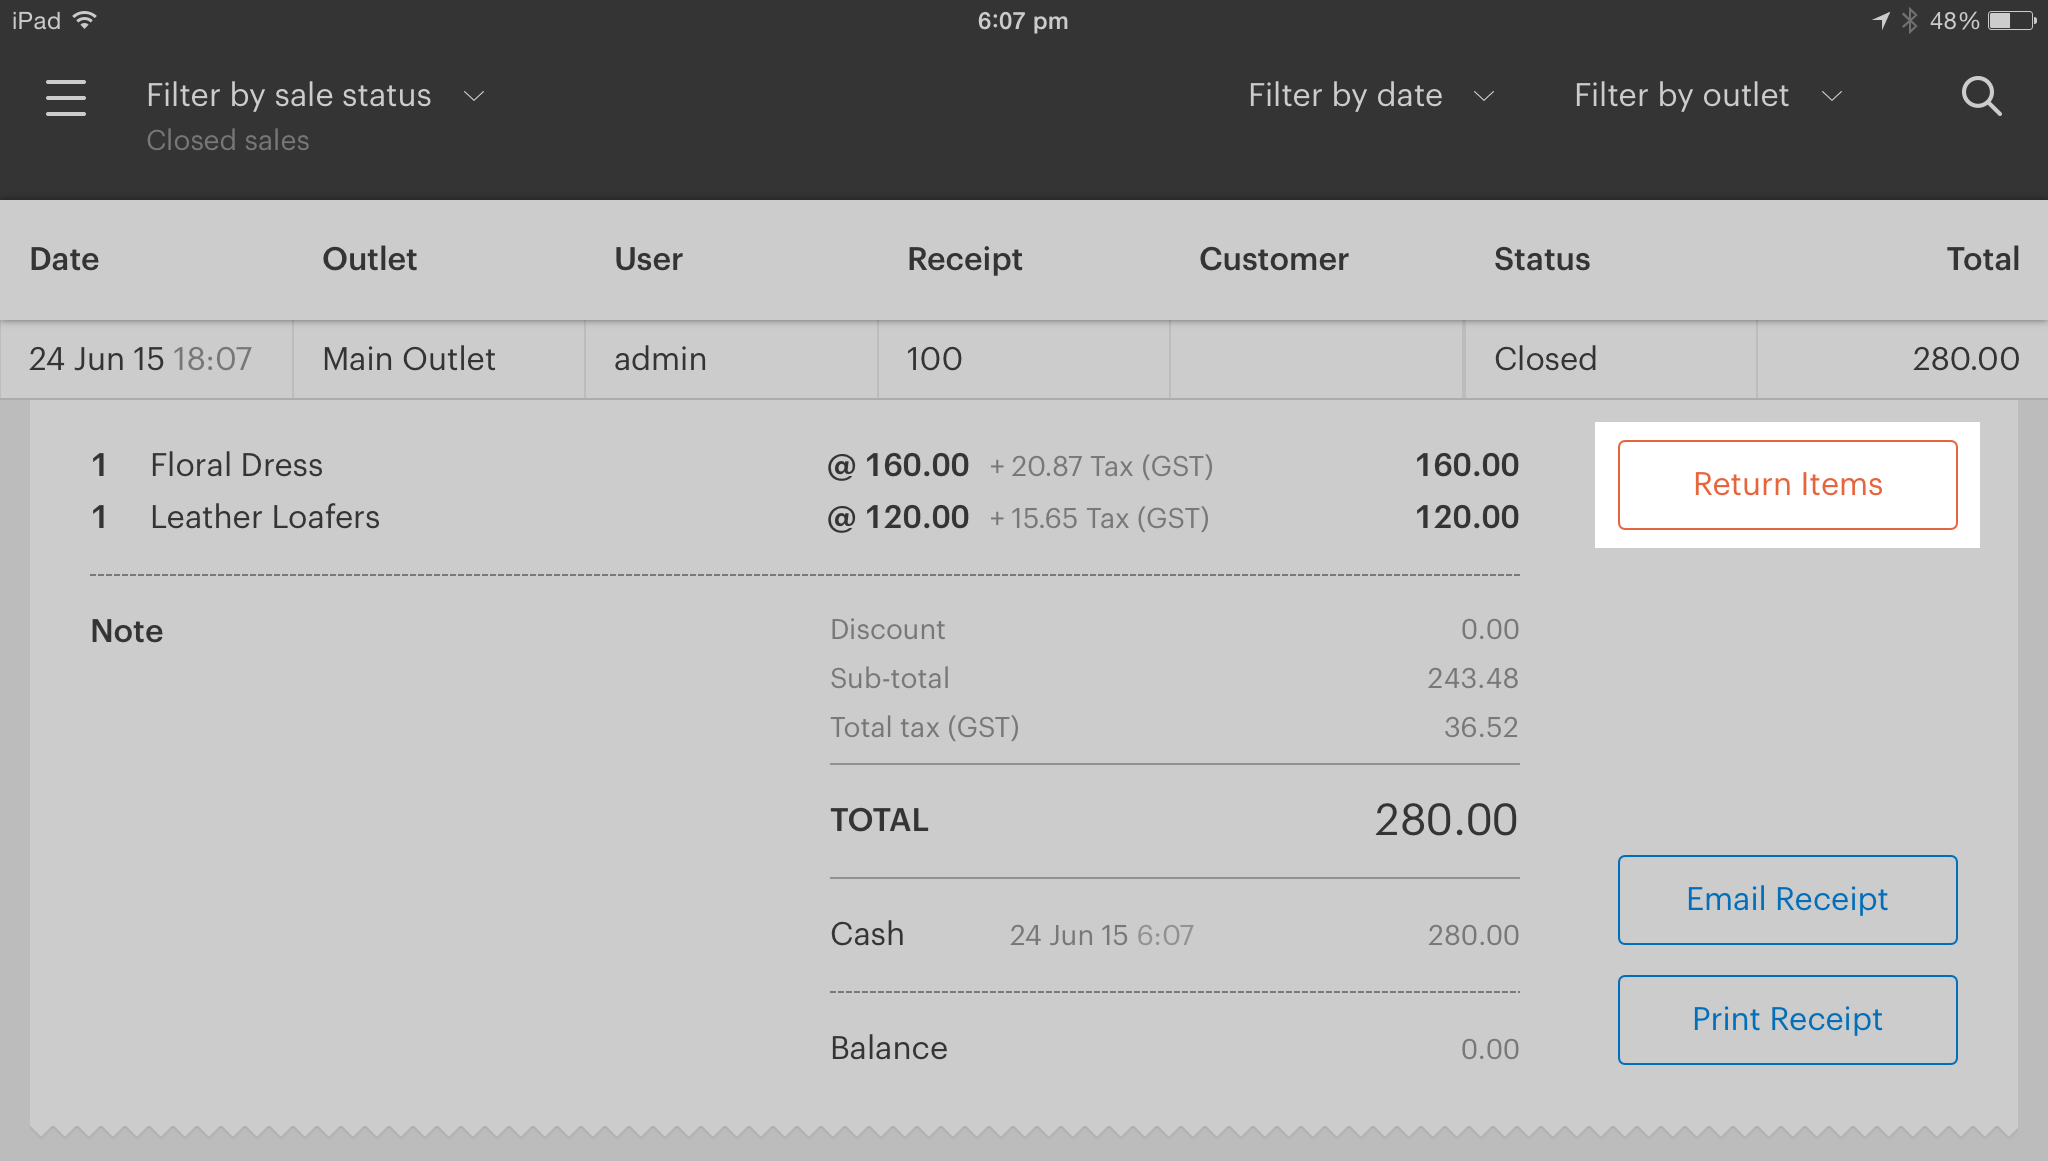 iPad 6:07 pm 48%
Filter by sale status Filter by date Filter by outlet
Closed sales
Date Outlet User Receipt Customer Status Total
24 Jun 15 18:07 Main Outlet admin 100 Closed 280.00
1 Floral Dress @ 160.00 + 20.87 Tax (GST) 160.00 Return Items
1 Leather Loafers @ 120.00 + 15.65 Tax (GST) 120.00
Note Discount 0.00
Sub-total 243.48
Total tax (GST) 36.52
TOTAL 280.00
Email Receipt
Cash 24 Jun 15 6:07 280.00
Print Receipt
Balance 0.00